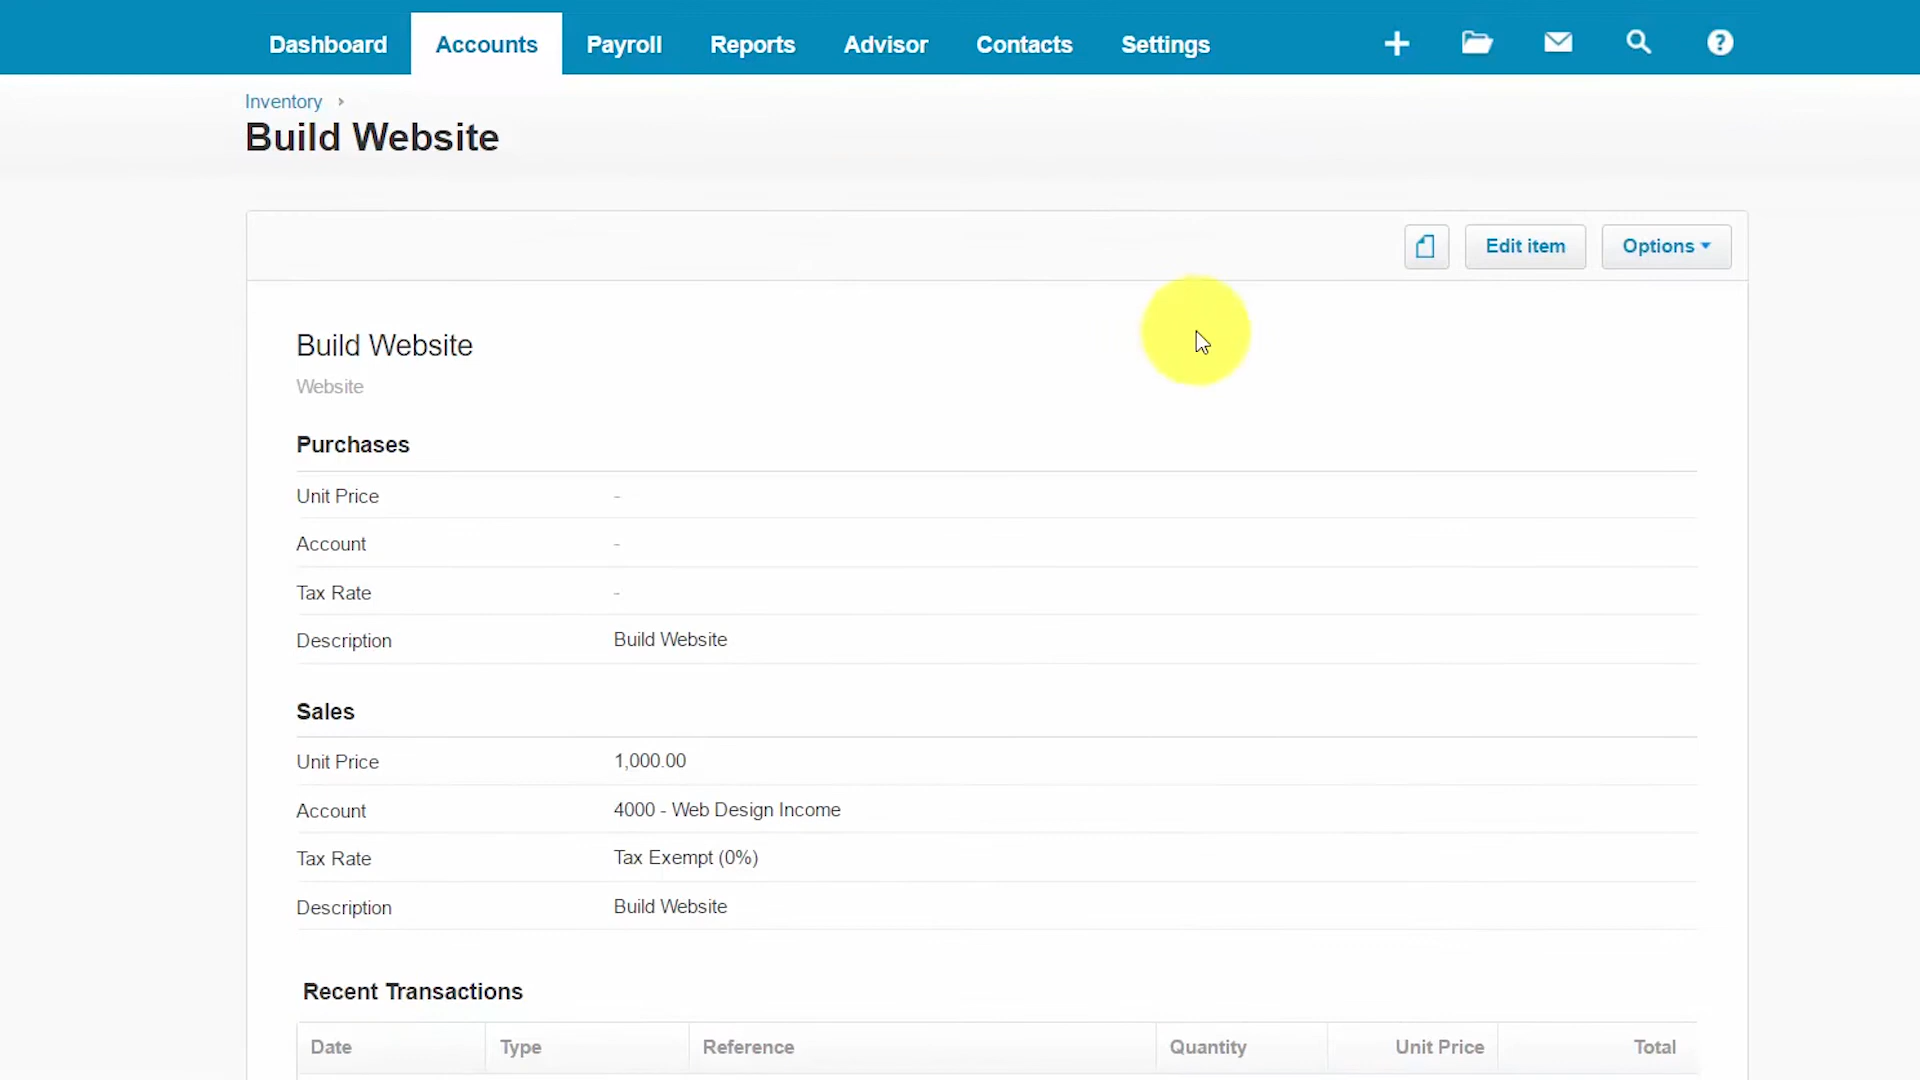 Dashboard Accounts Payroll Reports Advisor Contacts Settings ?
Inventory ›
Build Website
Edit item Options
Build Website
Website
Purchases
Unit Price -
Account -
Tax Rate -
Description Build Website
Sales
Unit Price 1,000.00
Account 4000 - Web Design Income
Tax Rate Tax Exempt (0%)
Description Build Website
Recent Transactions
Date Type Reference Quantity Unit Price Total